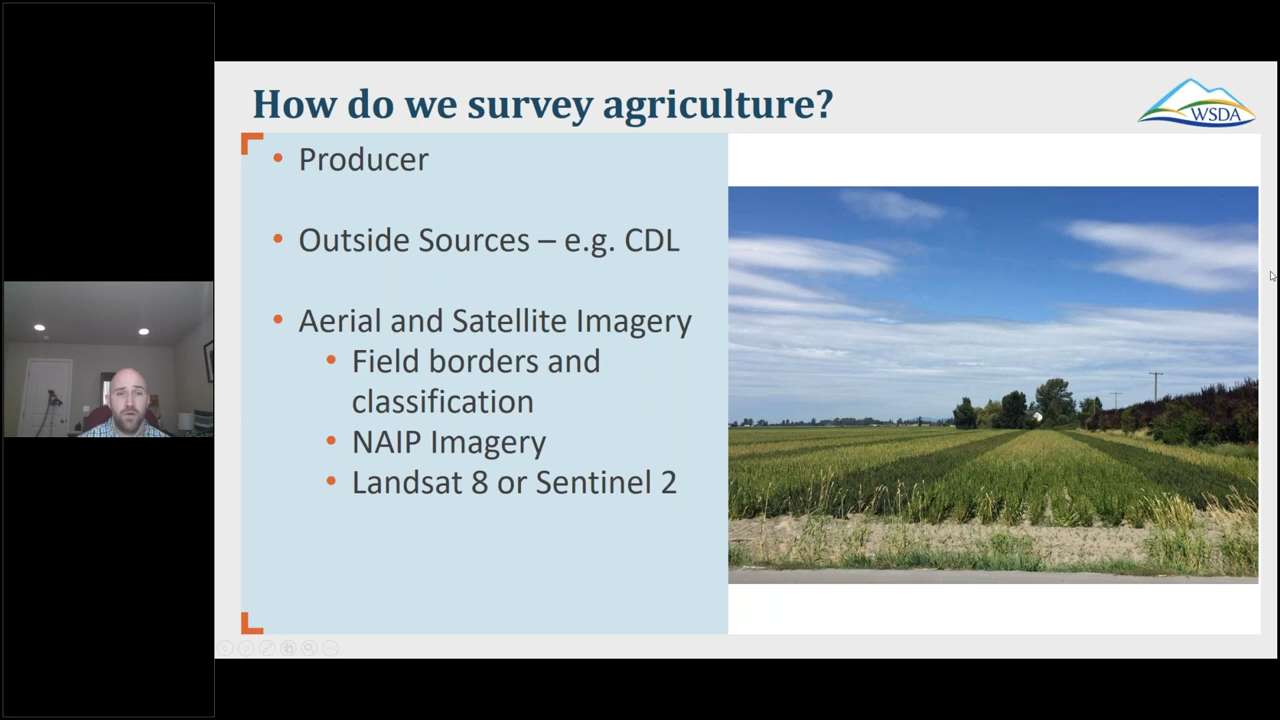 How do we survey agriculture?
WSDA
• Producer
• Outside Sources – e.g. CDL
• Aerial and Satellite Imagery
• Field borders and
classification
• NAIP Imagery
• Landsat 8 or Sentinel 2